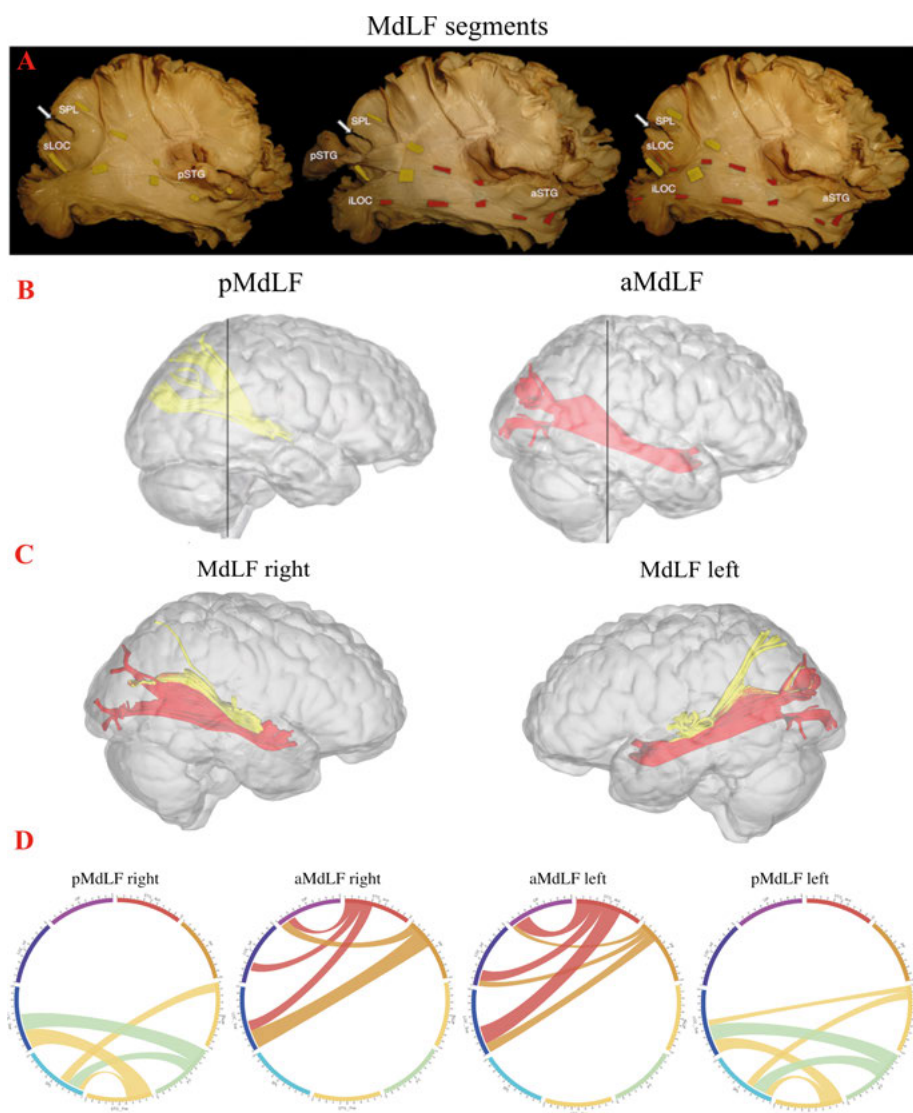 MdLF segments
A
SPL
sLOC
pSTG
SPL
pSTG
iLOC
aSTG
SPL
sLOC
iLOC
aSTG
B
pMdLF
aMdLF
C
MdLF right
MdLF left
D
pMdLF right
aMdLF right
aMdLF left
pMdLF left